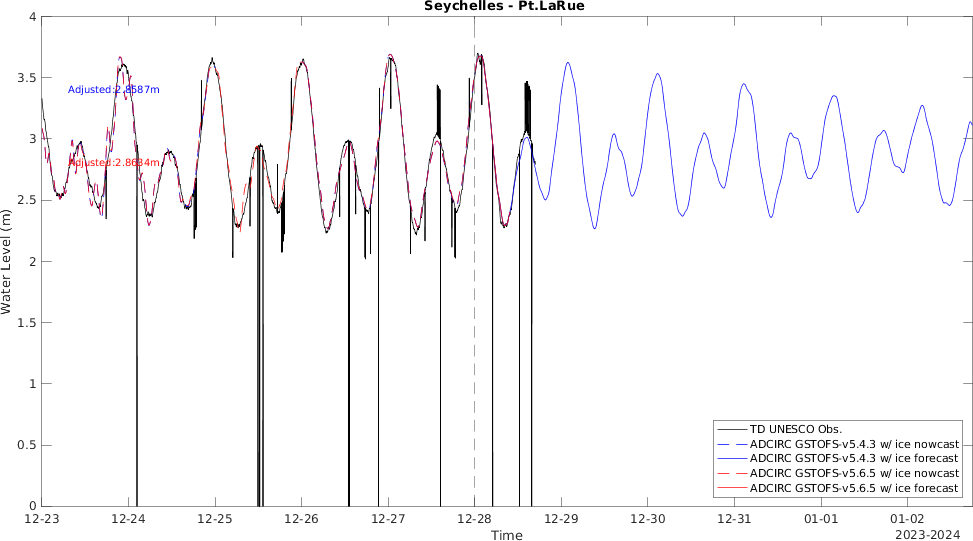 Seychelles - Pt.LaRue
4
3.5
3
2.5
2
1.5
1
0.5
0
Water Level (m)
Adjusted:2.8587m
Adjusted:2.8634m
TD UNESCO Obs.
ADCIRC GSTOFS-v5.4.3 w/ ice nowcast
ADCIRC GSTOFS-v5.4.3 w/ ice forecast
ADCIRC GSTOFS-v5.6.5 w/ ice nowcast
ADCIRC GSTOFS-v5.6.5 w/ ice forecast
12-23 12-24 12-25 12-26 12-27 12-28 12-29 12-30 12-31 01-01 01-02
Time
2023-2024